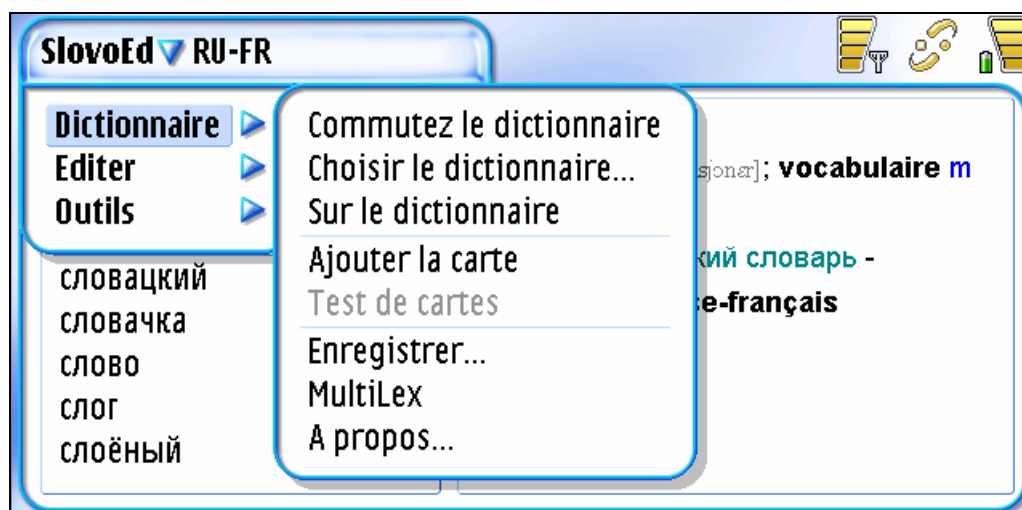 SlovoEd RU-FR
Dictionnaire
Editer
Outils
Commutez le dictionnaire
Choisir le dictionnaire...
Sur le dictionnaire
Ajouter la carte
Test de cartes
Enregistrer...
MultiLex
A propos...
словацкий
словачка
слово
слог
слоёный
vocabulaire m
словарь -
français